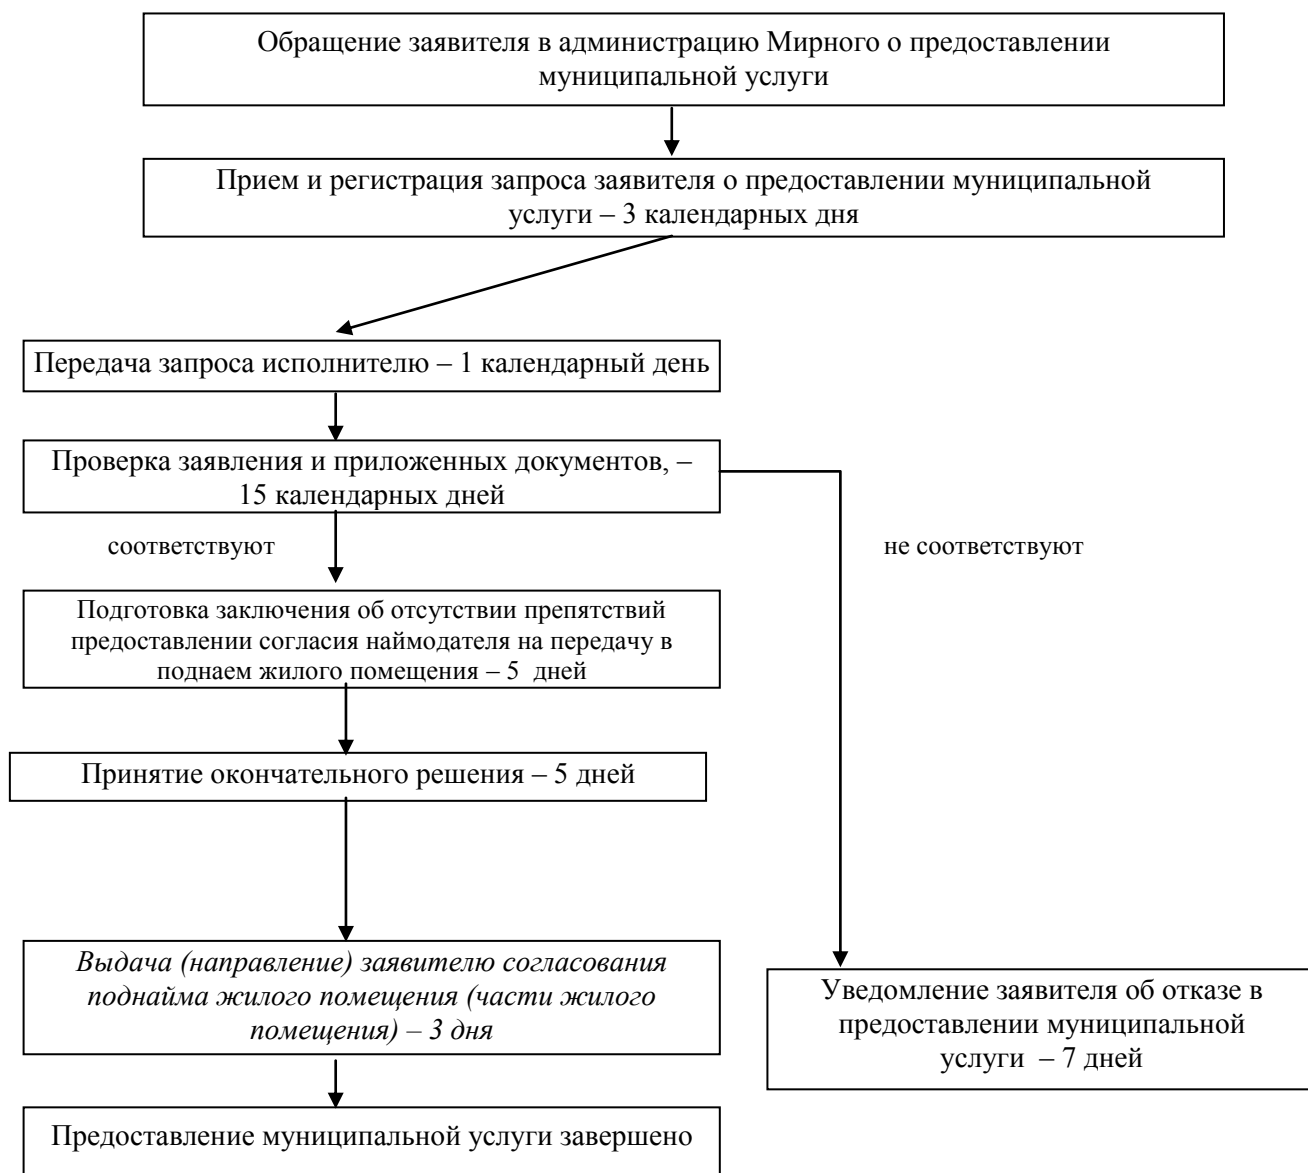 Обращение заявителя в администрацию Мирного о предоставлении
муниципальной услуги
Прием и регистрация запроса заявителя о предоставлении муниципальной
услуги – 3 календарных дня
Передача запроса исполнителю – 1 календарный день
Проверка заявления и приложенных документов, –
15 календарных дней
соответствуют
не соответствуют
Подготовка заключения об отсутствии препятствий
предоставлении согласия наймодателя на передачу в
поднаем жилого помещения – 5 дней
Принятие окончательного решения – 5 дней
Выдача (направление) заявителю согласования
поднайма жилого помещения (части жилого
помещения) – 3 дня
Уведомление заявителя об отказе в
предоставлении муниципальной
услуги – 7 дней
Предоставление муниципальной услуги завершено